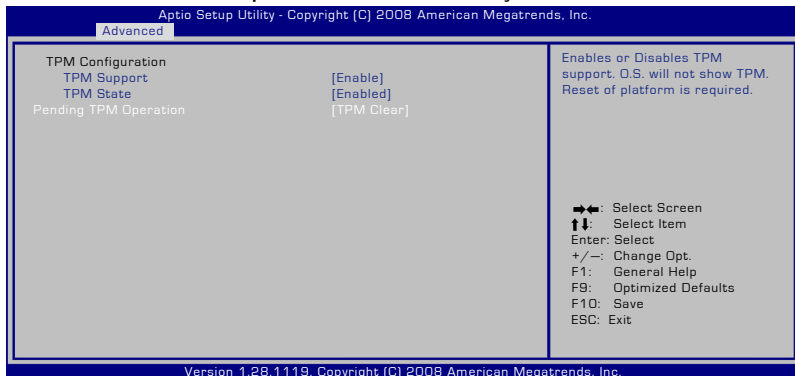 Aptio Setup Utility - Copyright (C) 2008 American Megatrends, Inc.
Advanced
TPM Configuration
TPM Support [Enable]
TPM State [Enabled]
Pending TPM Operation [TPM Clear]
Enables or Disables TPM
support. O.S. will not show TPM.
Reset of platform is required.
→←: Select Screen
↑↓: Select Item
Enter: Select
+/—: Change Opt.
F1: General Help
F9: Optimized Defaults
F10: Save
ESC: Exit
Version 1.28.1119. Copyright (C) 2008 American Megatrends, Inc.